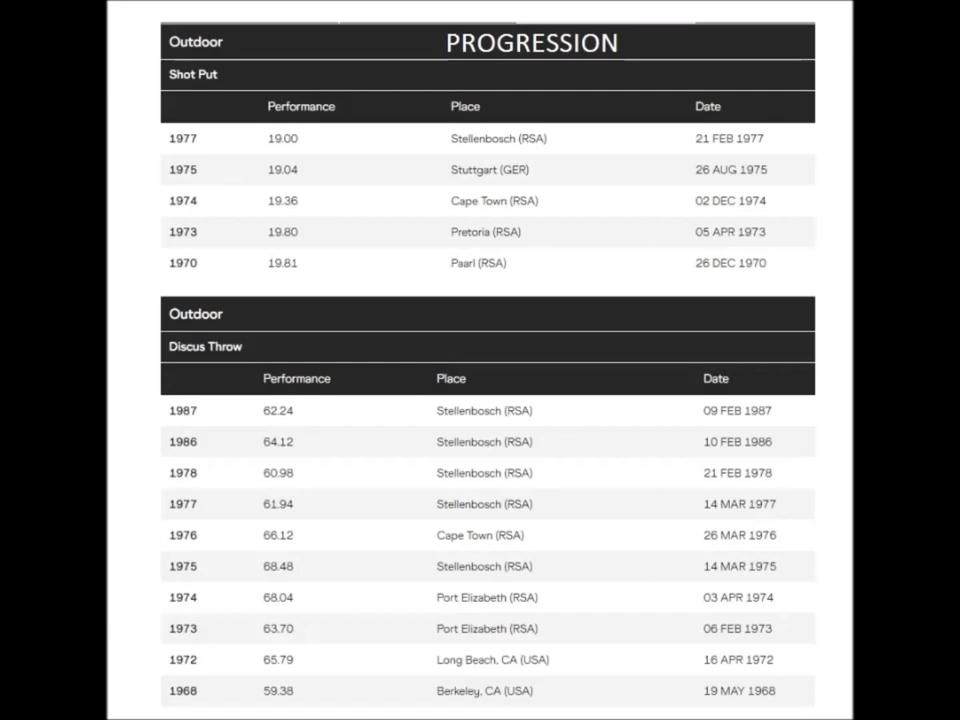 Outdoor PROGRESSION
Shot Put
Performance Place Date
1977 19.00 Stellenbosch (RSA) 21 FEB 1977
1975 19.04 Stuttgart (GER) 26 AUG 1975
1974 19.36 Cape Town (RSA) 02 DEC 1974
1973 19.80 Pretoria (RSA) 05 APR 1973
1970 19.81 Paarl (RSA) 26 DEC 1970
Outdoor
Discus Throw
Performance Place Date
1987 62.24 Stellenbosch (RSA) 09 FEB 1987
1986 64.12 Stellenbosch (RSA) 10 FEB 1986
1978 60.98 Stellenbosch (RSA) 21 FEB 1978
1977 61.94 Stellenbosch (RSA) 14 MAR 1977
1976 66.12 Cape Town (RSA) 26 MAR 1976
1975 68.48 Stellenbosch (RSA) 14 MAR 1975
1974 68.04 Port Elizabeth (RSA) 03 APR 1974
1973 63.70 Port Elizabeth (RSA) 06 FEB 1973
1972 65.79 Long Beach, CA (USA) 16 APR 1972
1968 59.38 Berkeley, CA (USA) 19 MAY 1968